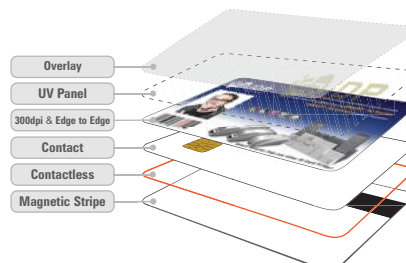 Overlay
UV Panel
300dpi & Edge to Edge
Contact
Contactless
Magnetic Stripe